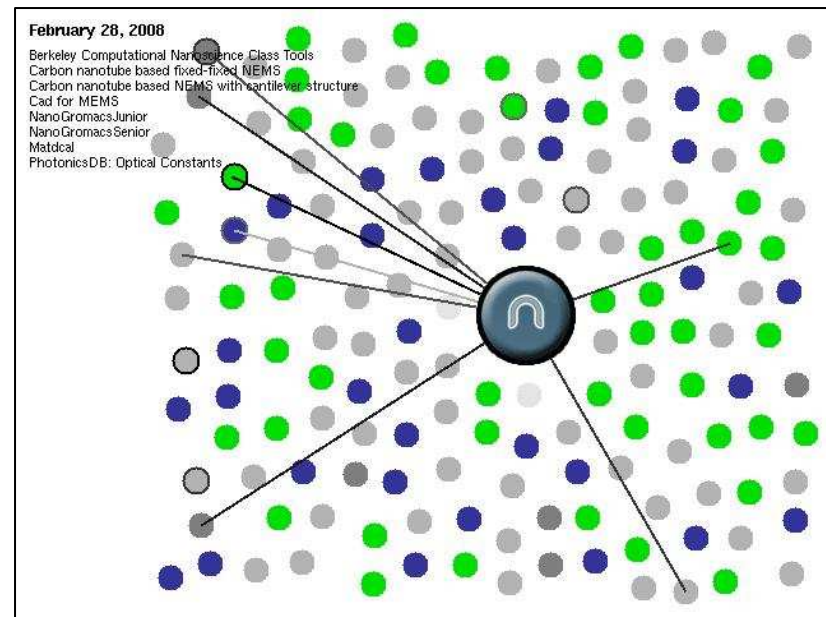 February 28, 2008
Berkeley Computational Nanoscience Class Tools
Carbon nanotube based fixed-fixed NEMS
Carbon nanotube based NEMS with cantilever structure
Cad for MEMS
NanoGromacsJunior
NanoGromacsSenior
Matdcal
PhotonicsDB: Optical Constants